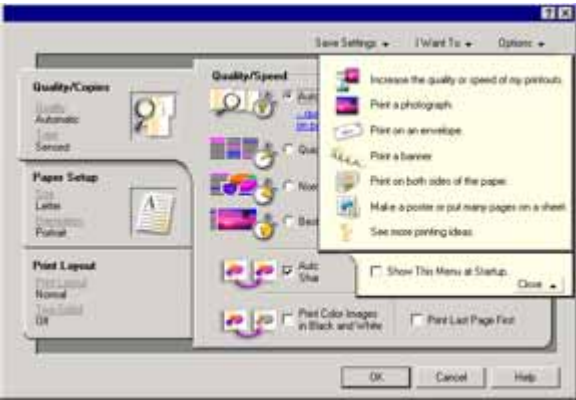 Save Settings
I Want To
Options
Quality/Copies
Quality
Automatic
Type
Sensed
Paper Setup
Size
Letter
Orientation
Portrait
Print Layout
Print Layout
Normal
Two-Sided
Off
Quality/Speed
Increase the quality or speed of my printouts.
Print a photograph.
Print on an envelope.
Print a banner
Print on both sides of the paper.
Make a poster or put many pages on a sheet.
See more printing ideas.
Show This Menu at Startup.
Close
Auto
Sha
Print Color Images
in Black and White
Print Last Page First
OK
Cancel
Help